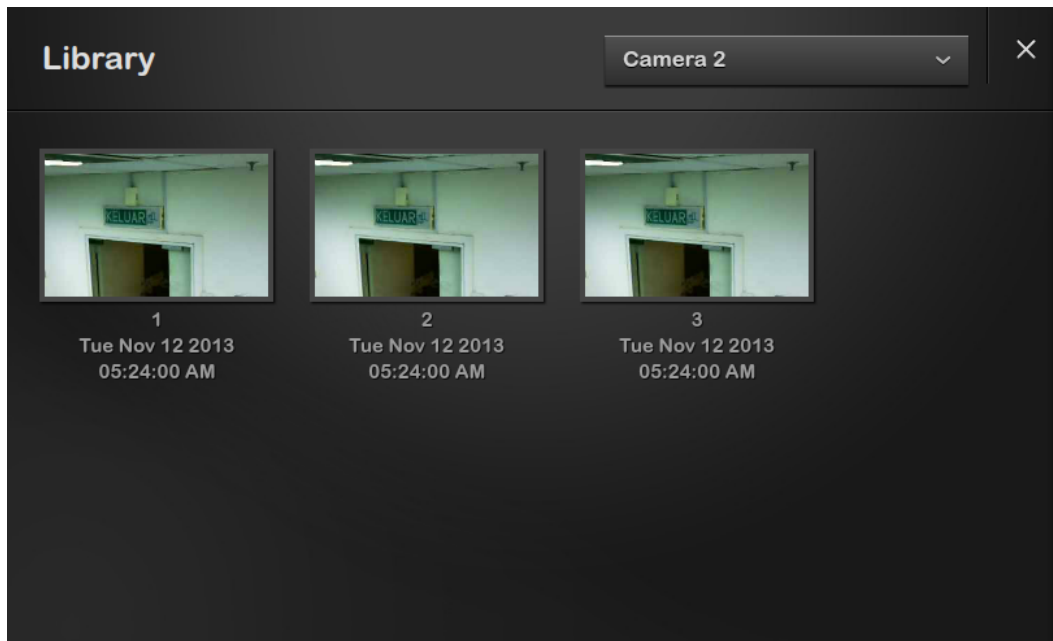 Library
Camera 2
KELUAR
KELUAR
KELUAR
1
Tue Nov 12 2013
05:24:00 AM
2
Tue Nov 12 2013
05:24:00 AM
3
Tue Nov 12 2013
05:24:00 AM